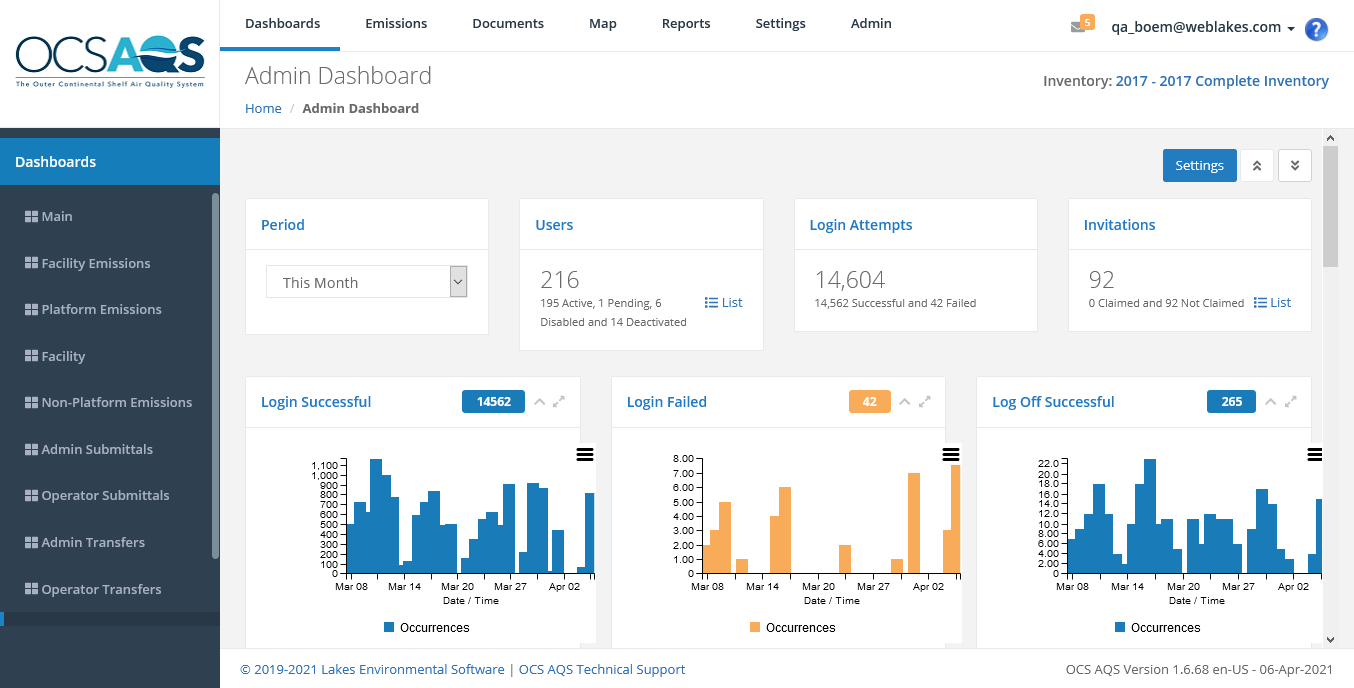 OCSAQS
The Outer Continental Shelf Air Quality System
Dashboards Emissions Documents Map Reports Settings Admin
5
qa_boem@weblakes.com
?
Admin Dashboard
Home / Admin Dashboard
Inventory: 2017 - 2017 Complete Inventory
Dashboards
Main
Facility Emissions
Platform Emissions
Facility
Non-Platform Emissions
Admin Submittals
Operator Submittals
Admin Transfers
Operator Transfers
Settings
Period
This Month
Users
216
195 Active, 1 Pending, 6
Disabled and 14 Deactivated
List
Login Attempts
14,604
14,562 Successful and 42 Failed
Invitations
92
0 Claimed and 92 Not Claimed
List
Login Successful
14562
1,100
1,000
900
800
700
600
500
400
300
200
100
0
Mar 08 Mar 14 Mar 20 Mar 27 Apr 02
Date / Time
Occurrences
Login Failed
42
8.00
7.00
6.00
5.00
4.00
3.00
2.00
1.00
0
Mar 08 Mar 14 Mar 20 Mar 27 Apr 02
Date / Time
Occurrences
Log Off Successful
265
22.0
20.0
18.0
16.0
14.0
12.0
10.0
8.00
6.00
4.00
2.00
0
Mar 08 Mar 14 Mar 20 Mar 27 Apr 02
Date / Time
Occurrences
© 2019-2021 Lakes Environmental Software | OCS AQS Technical Support
OCS AQS Version 1.6.68 en-US - 06-Apr-2021